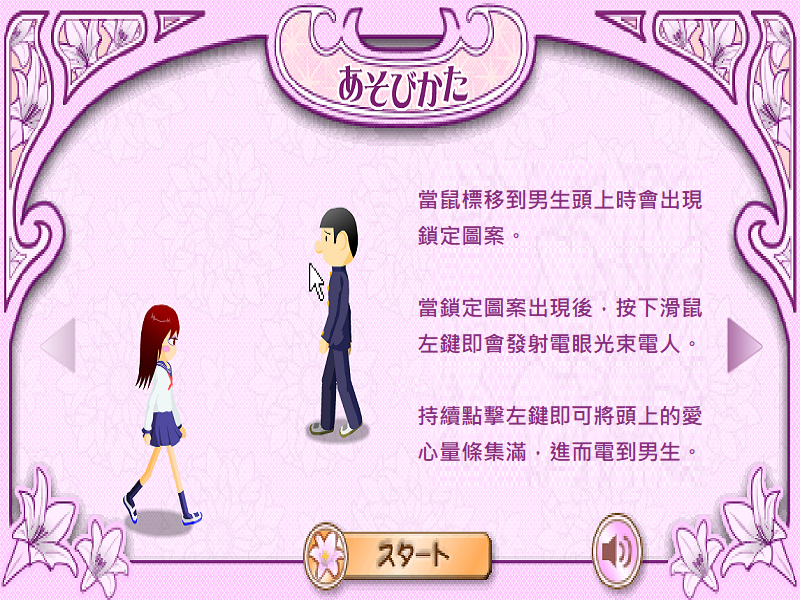 あそびかた
當鼠標移到男生頭上時會出現
鎖定圖案。
當鎖定圖案出現後，按下滑鼠
左鍵即會發射電眼光束電人。
持續點擊左鍵即可將頭上的愛
心量條集滿，進而電到男生。
スタート